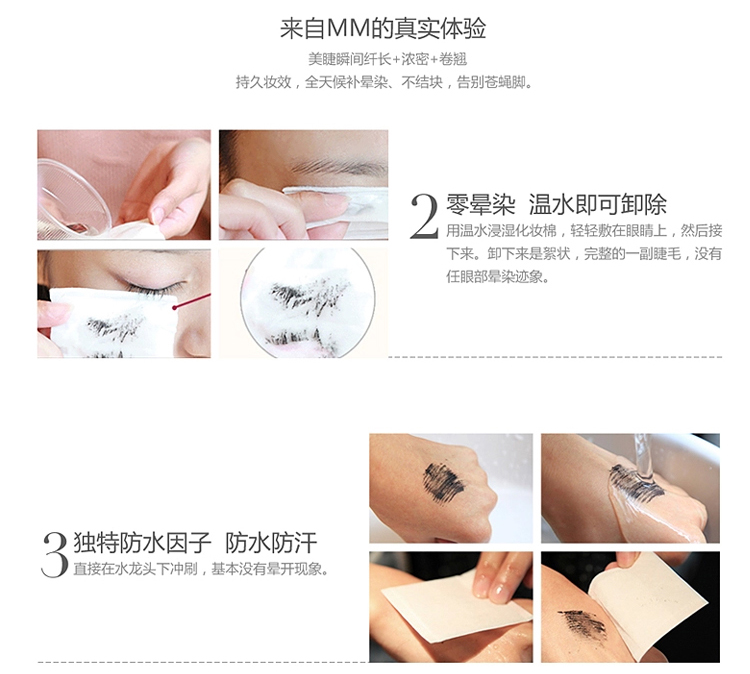 来自MM的真实体验
美睫瞬间纤长+浓密+卷翘
持久妆效，全天候补晕染、不结块，告别苍蝇脚。
2 零晕染 温水即可卸除
用温水浸湿化妆棉，轻轻敷在眼睛上，然后接
下来。卸下来是絮状，完整的一副睫毛，没有
任眼部晕染迹象。
3 独特防水因子 防水防汗
直接在水龙头下冲刷，基本没有晕开现象。